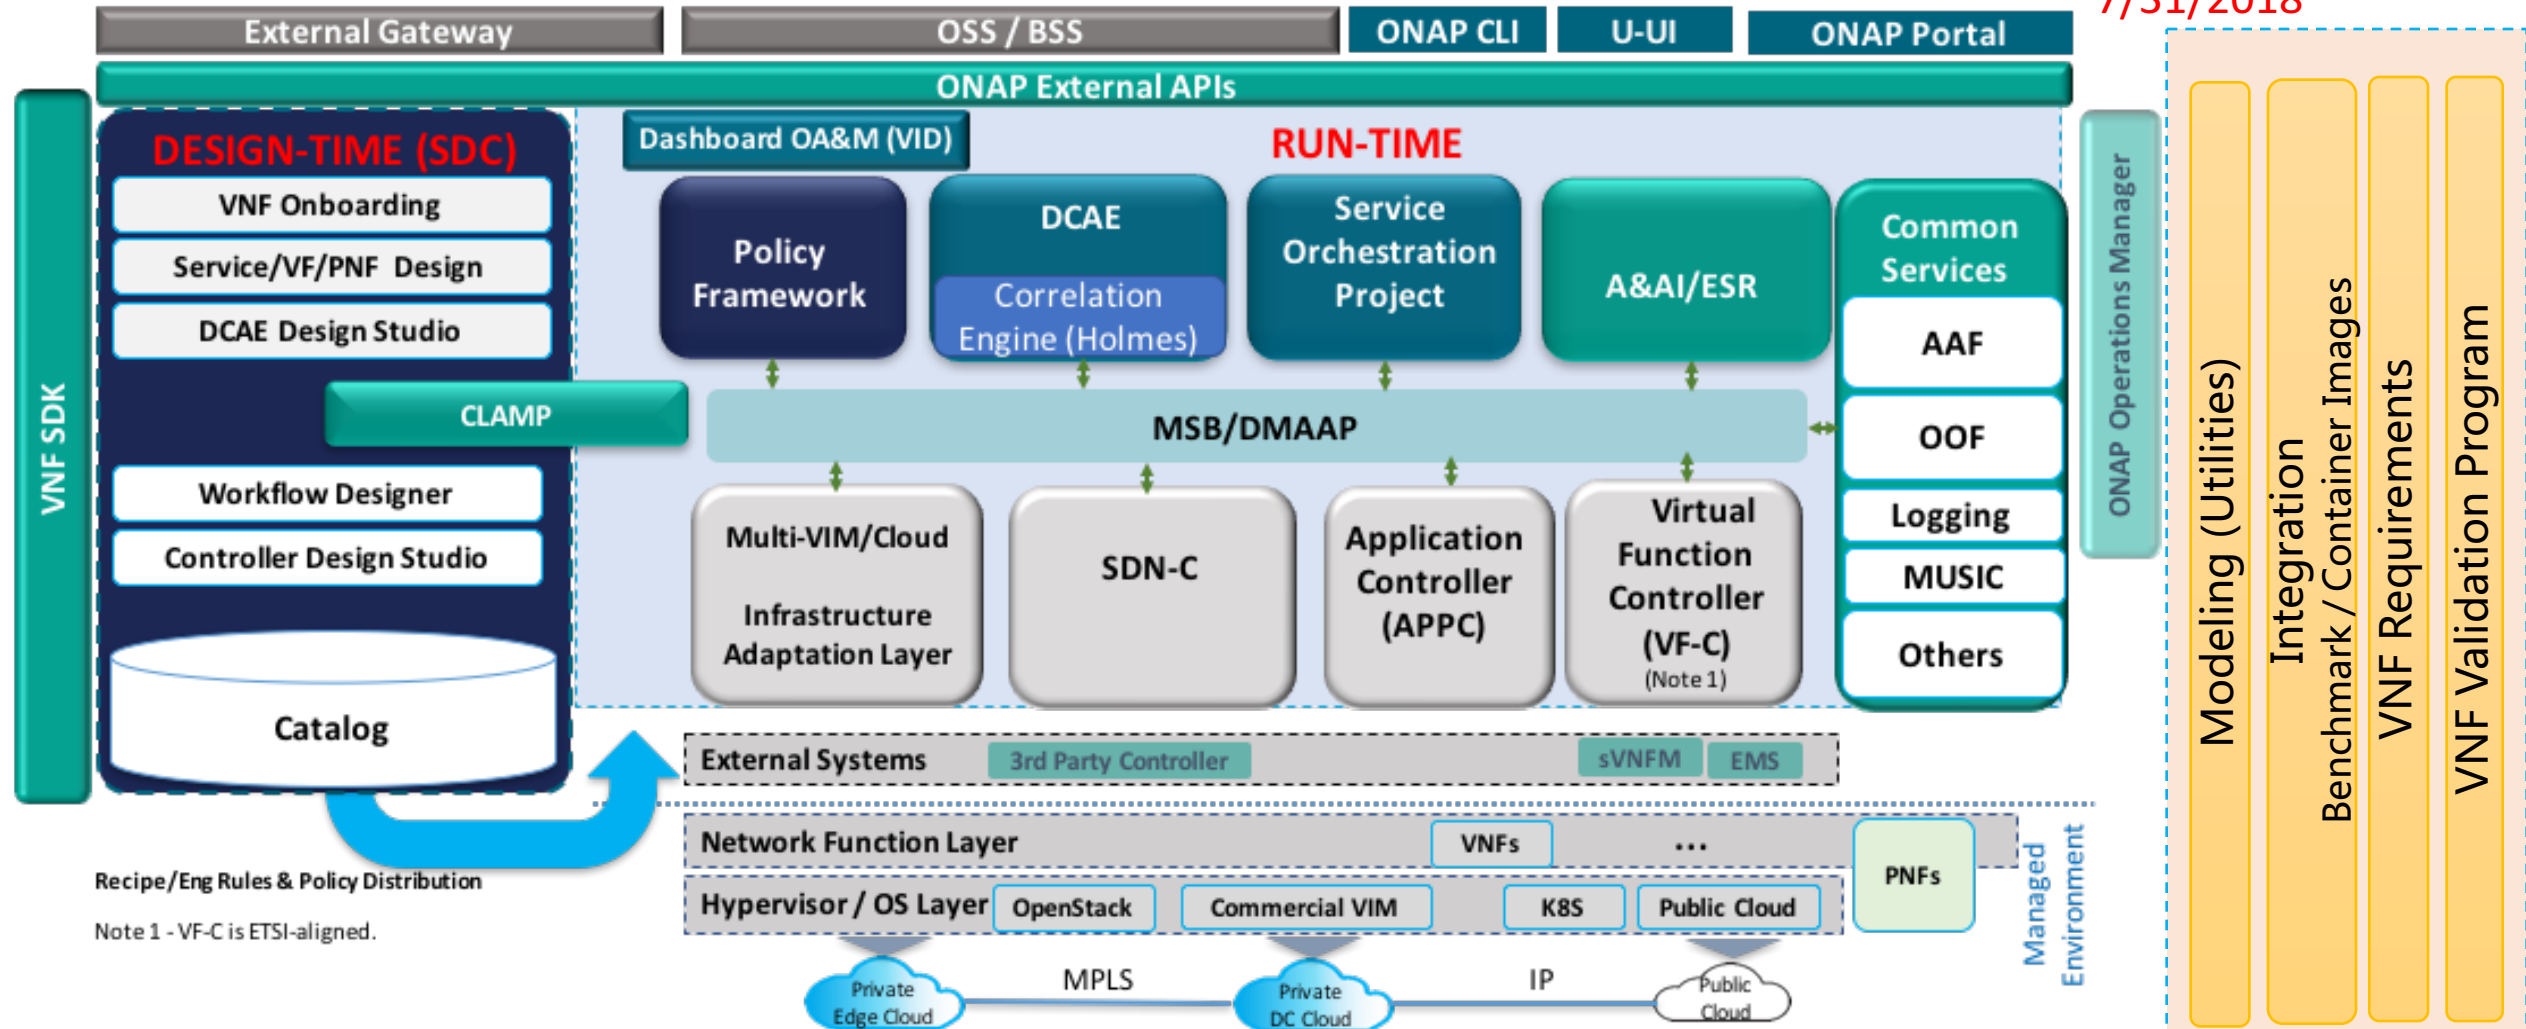 7/31/2018
External Gateway
OSS / BSS
ONAP CLI
U-UI
ONAP Portal
ONAP External APIs
VNF SDK
DESIGN-TIME (SDC)
VNF Onboarding
Service/VF/PNF Design
DCAE Design Studio
CLAMP
Workflow Designer
Controller Design Studio
Catalog
Dashboard OA&M (VID)
RUN-TIME
Policy
Framework
DCAE
Correlation
Engine (Holmes)
Service
Orchestration
Project
A&AI/ESR
Common
Services
AAF
OOF
Logging
MUSIC
Others
MSB/DMAAP
Multi-VIM/Cloud
Infrastructure
Adaptation Layer
SDN-C
Application
Controller
(APPC)
Virtual
Function
Controller
(VF-C)
(Note 1)
ONAP Operations Manager
Modeling (Utilities)
Integration
Benchmark / Container Images
VNF Requirements
VNF Validation Program
External Systems
3rd Party Controller
sVNFM
EMS
Network Function Layer
VNFs
...
PNFs
Hypervisor / OS Layer
OpenStack
Commercial VIM
K8S
Public Cloud
Managed
Environment
Recipe/Eng Rules & Policy Distribution
Note 1 - VF-C is ETSI-aligned.
Private
Edge Cloud
MPLS
Private
DC Cloud
IP
Public
Cloud